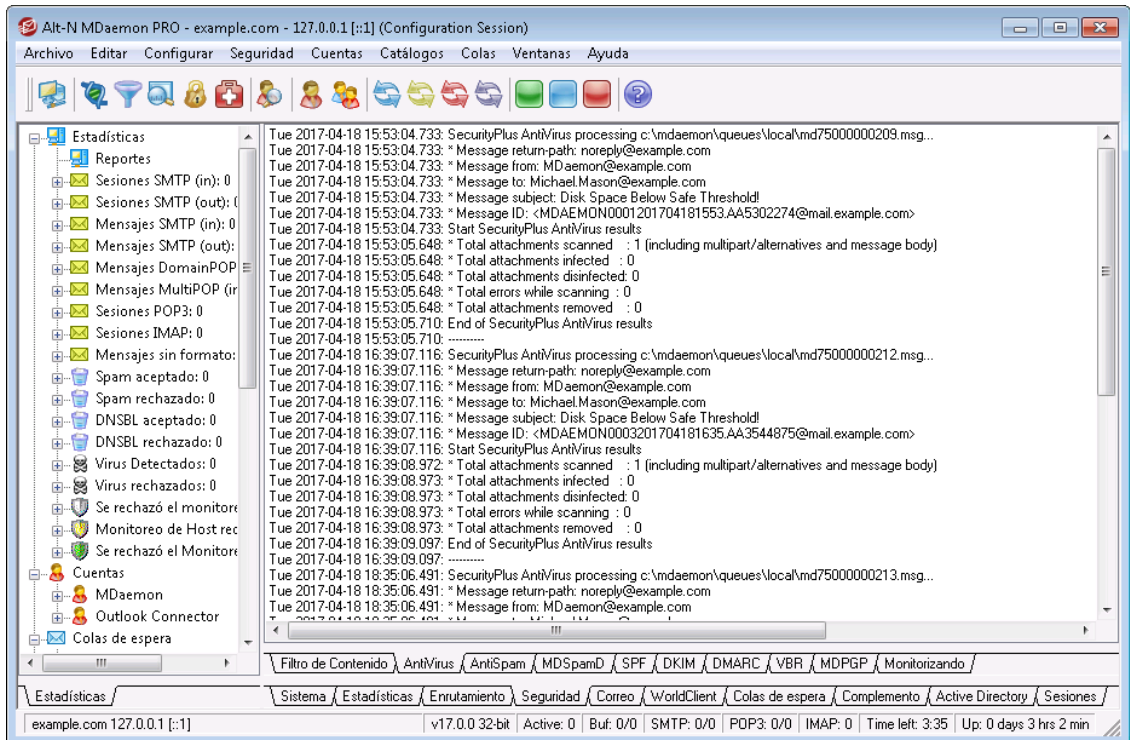 Alt-N MDaemon PRO - example.com - 127.0.0.1 [::1] (Configuration Session)
Archivo Editar Configurar Seguridad Cuentas Catálogos Colas Ventanas Ayuda
Estadísticas
Reportes
Sesiones SMTP (in): 0
Sesiones SMTP (out): (
Mensajes SMTP (in): 0
Mensajes SMTP (out):
Mensajes DomainPOP
Mensajes MultiPOP (ir
Sesiones POP3: 0
Sesiones IMAP: 0
Mensajes sin formato:
Spam aceptado: 0
Spam rechazado: 0
DNSBL aceptado: 0
DNSBL rechazado: 0
Virus Detectados: 0
Virus rechazados: 0
Se rechazó el monitore
Monitoreo de Host rec
Se rechazó el Monitore
Cuentas
MDaemon
Outlook Connector
Colas de espera
Tue 2017-04-18 15:53:04.733: SecurityPlus AntiVirus processing c:\mdaemon\queues\local\md75000000209.msg...
Tue 2017-04-18 15:53:04.733: * Message return-path: noreply@example.com
Tue 2017-04-18 15:53:04.733: * Message from: MDaemon@example.com
Tue 2017-04-18 15:53:04.733: * Message to: Michael.Mason@example.com
Tue 2017-04-18 15:53:04.733: * Message subject: Disk Space Below Safe Threshold!
Tue 2017-04-18 15:53:04.733: * Message ID: <MDAEMON0001201704181553.AA5302274@mail.example.com>
Tue 2017-04-18 15:53:04.733: Start SecurityPlus AntiVirus results
Tue 2017-04-18 15:53:05.648: * Total attachments scanned : 1 (including multipart/alternatives and message body)
Tue 2017-04-18 15:53:05.648: * Total attachments infected : 0
Tue 2017-04-18 15:53:05.648: * Total attachments disinfected: 0
Tue 2017-04-18 15:53:05.648: * Total errors while scanning : 0
Tue 2017-04-18 15:53:05.648: * Total attachments removed : 0
Tue 2017-04-18 15:53:05.710: End of SecurityPlus AntiVirus results
Tue 2017-04-18 15:53:05.710: ----------
Tue 2017-04-18 16:39:07.116: SecurityPlus AntiVirus processing c:\mdaemon\queues\local\md75000000212.msg...
Tue 2017-04-18 16:39:07.116: * Message return-path: noreply@example.com
Tue 2017-04-18 16:39:07.116: * Message from: MDaemon@example.com
Tue 2017-04-18 16:39:07.116: * Message to: Michael.Mason@example.com
Tue 2017-04-18 16:39:07.116: * Message subject: Disk Space Below Safe Threshold!
Tue 2017-04-18 16:39:07.116: * Message ID: <MDAEMON0003201704181635.AA3544875@mail.example.com>
Tue 2017-04-18 16:39:07.116: Start SecurityPlus AntiVirus results
Tue 2017-04-18 16:39:08.972: * Total attachments scanned : 1 (including multipart/alternatives and message body)
Tue 2017-04-18 16:39:08.973: * Total attachments infected : 0
Tue 2017-04-18 16:39:08.973: * Total attachments disinfected: 0
Tue 2017-04-18 16:39:08.973: * Total errors while scanning : 0
Tue 2017-04-18 16:39:08.973: * Total attachments removed : 0
Tue 2017-04-18 16:39:09.097: End of SecurityPlus AntiVirus results
Tue 2017-04-18 16:39:09.097: ----------
Tue 2017-04-18 18:35:06.491: SecurityPlus AntiVirus processing c:\mdaemon\queues\local\md75000000213.msg...
Tue 2017-04-18 18:35:06.491: * Message return-path: noreply@example.com
Tue 2017-04-18 18:35:06.491: * Message from: MDaemon@example.com
Filtro de Contenido AntiVirus AntiSpam MDSpamD SPF DKIM DMARC VBR MDPGP Monitorizando
Estadísticas
Sistema Estadísticas Enrutamiento Seguridad Correo WorldClient Colas de espera Complemento Active Directory Sesiones
example.com 127.0.0.1 [::1] v17.0.0 32-bit Active: 0 Buf: 0/0 SMTP: 0/0 POP3: 0/0 IMAP: 0 Time left: 3:35 Up: 0 days 3 hrs 2 min